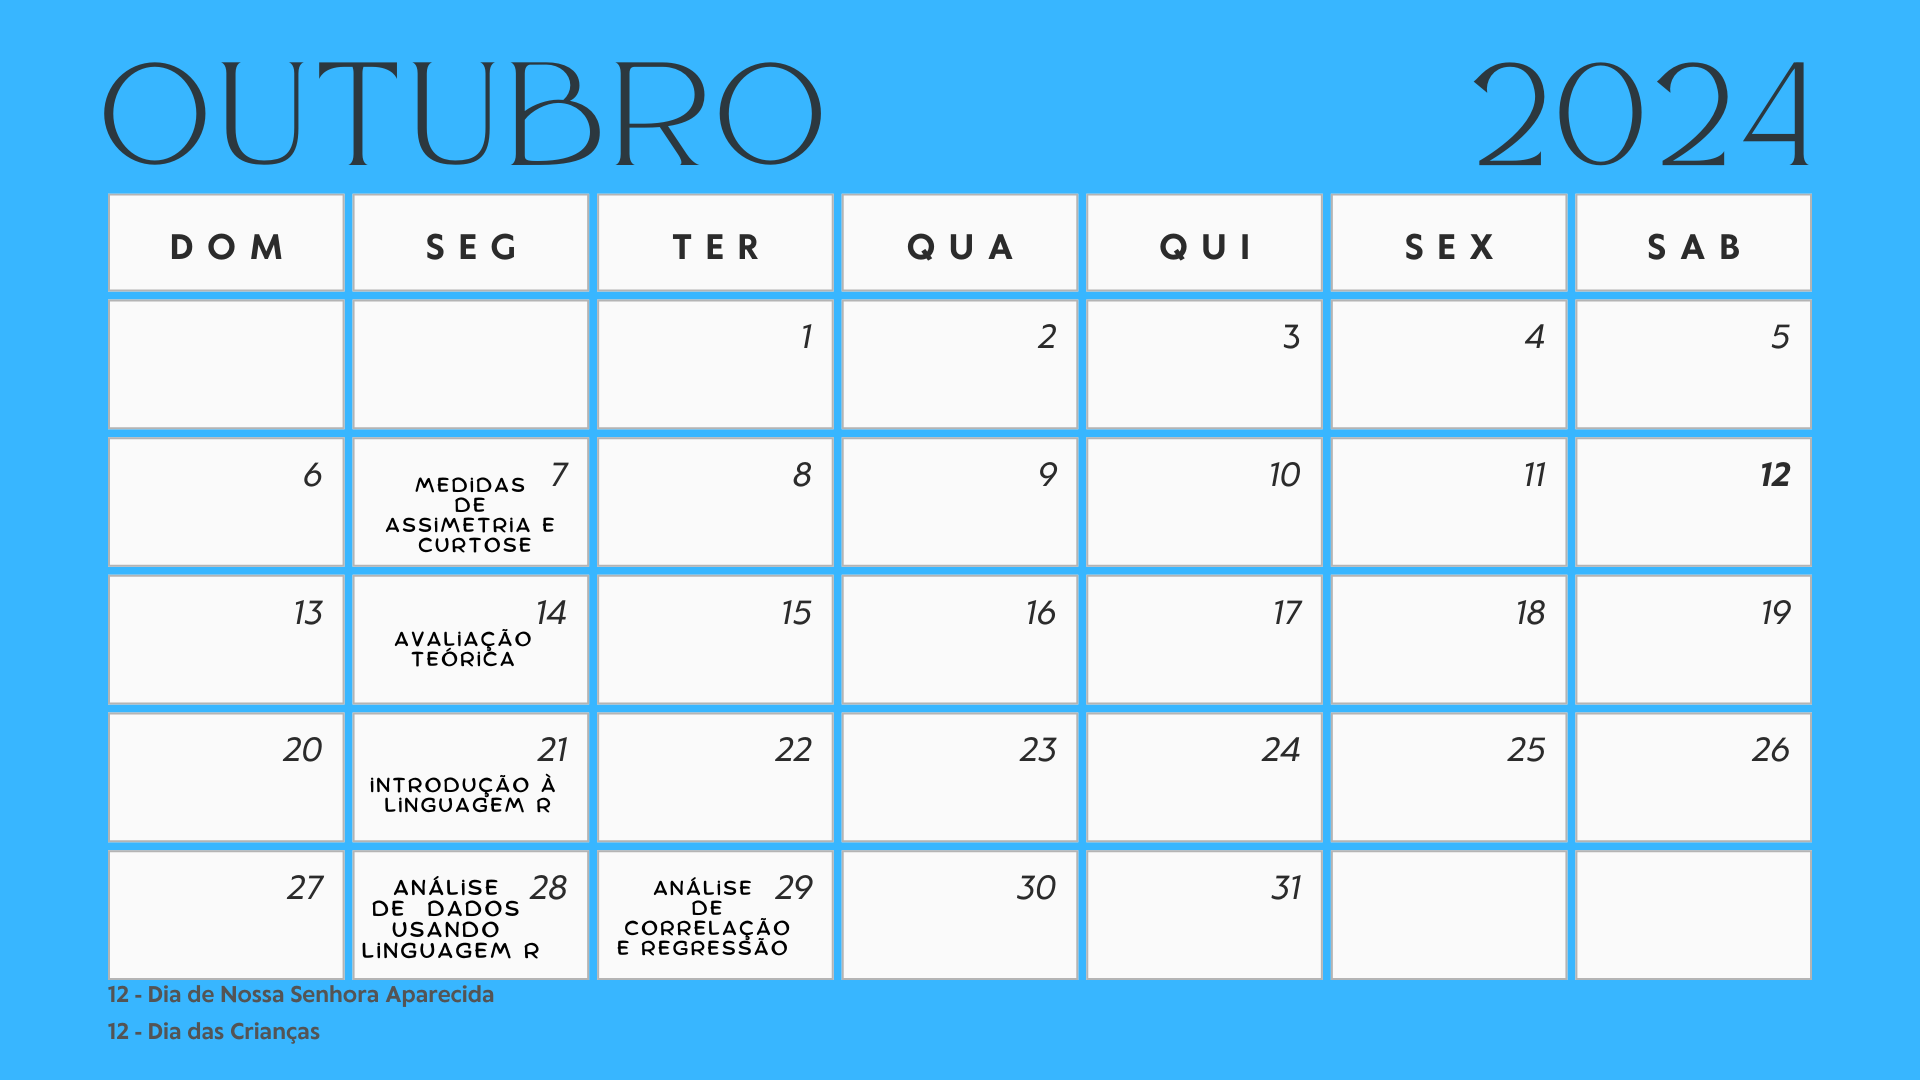 OUTUBRO 2024
DOM SEG TER QUA QUI SEX SAB
1 2 3 4 5
6 7 8 9 10 11 12
MEDIDAS
DE
ASSIMETRIA E
CURTOSE
13 14 15 16 17 18 19
AVALIAÇÃO
TEÓRICA
20 21 22 23 24 25 26
INTRODUÇÃO À
LINGUAGEM R
27 28 29 30 31
ANÁLISE
DE DADOS
USANDO
LINGUAGEM R
ANÁLISE
DE
CORRELAÇÃO
E REGRESSÃO
12 - Dia de Nossa Senhora Aparecida
12 - Dia das Crianças